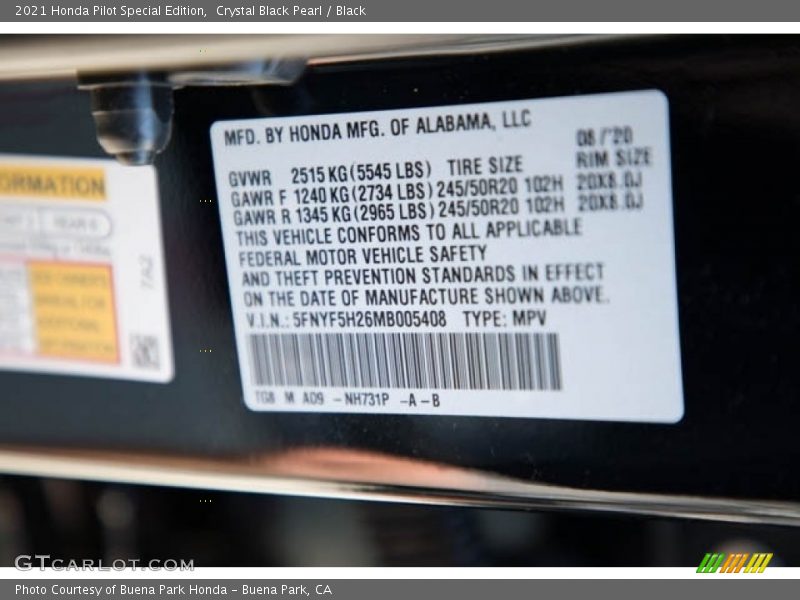 2021 Honda Pilot Special Edition,  Crystal Black Pearl / Black
MFD. BY HONDA MFG. OF ALABAMA, LLC 08/'20
GVWR 2515 KG (5545 LBS) TIRE SIZE RIM SIZE
GAWR F 1240 KG (2734 LBS) 245/50R20 102H 20X8.0J
GAWR R 1345 KG (2965 LBS) 245/50R20 102H 20X8.0J
THIS VEHICLE CONFORMS TO ALL APPLICABLE
FEDERAL MOTOR VEHICLE SAFETY
AND THEFT PREVENTION STANDARDS IN EFFECT
ON THE DATE OF MANUFACTURE SHOWN ABOVE.
V.I.N.: 5FNYF5H26MB005408 TYPE: MPV
TG8 M A09 -NH731P -A-B
ORMATION
7A2
GTcarlot.com
Photo Courtesy of Buena Park Honda - Buena Park, CA